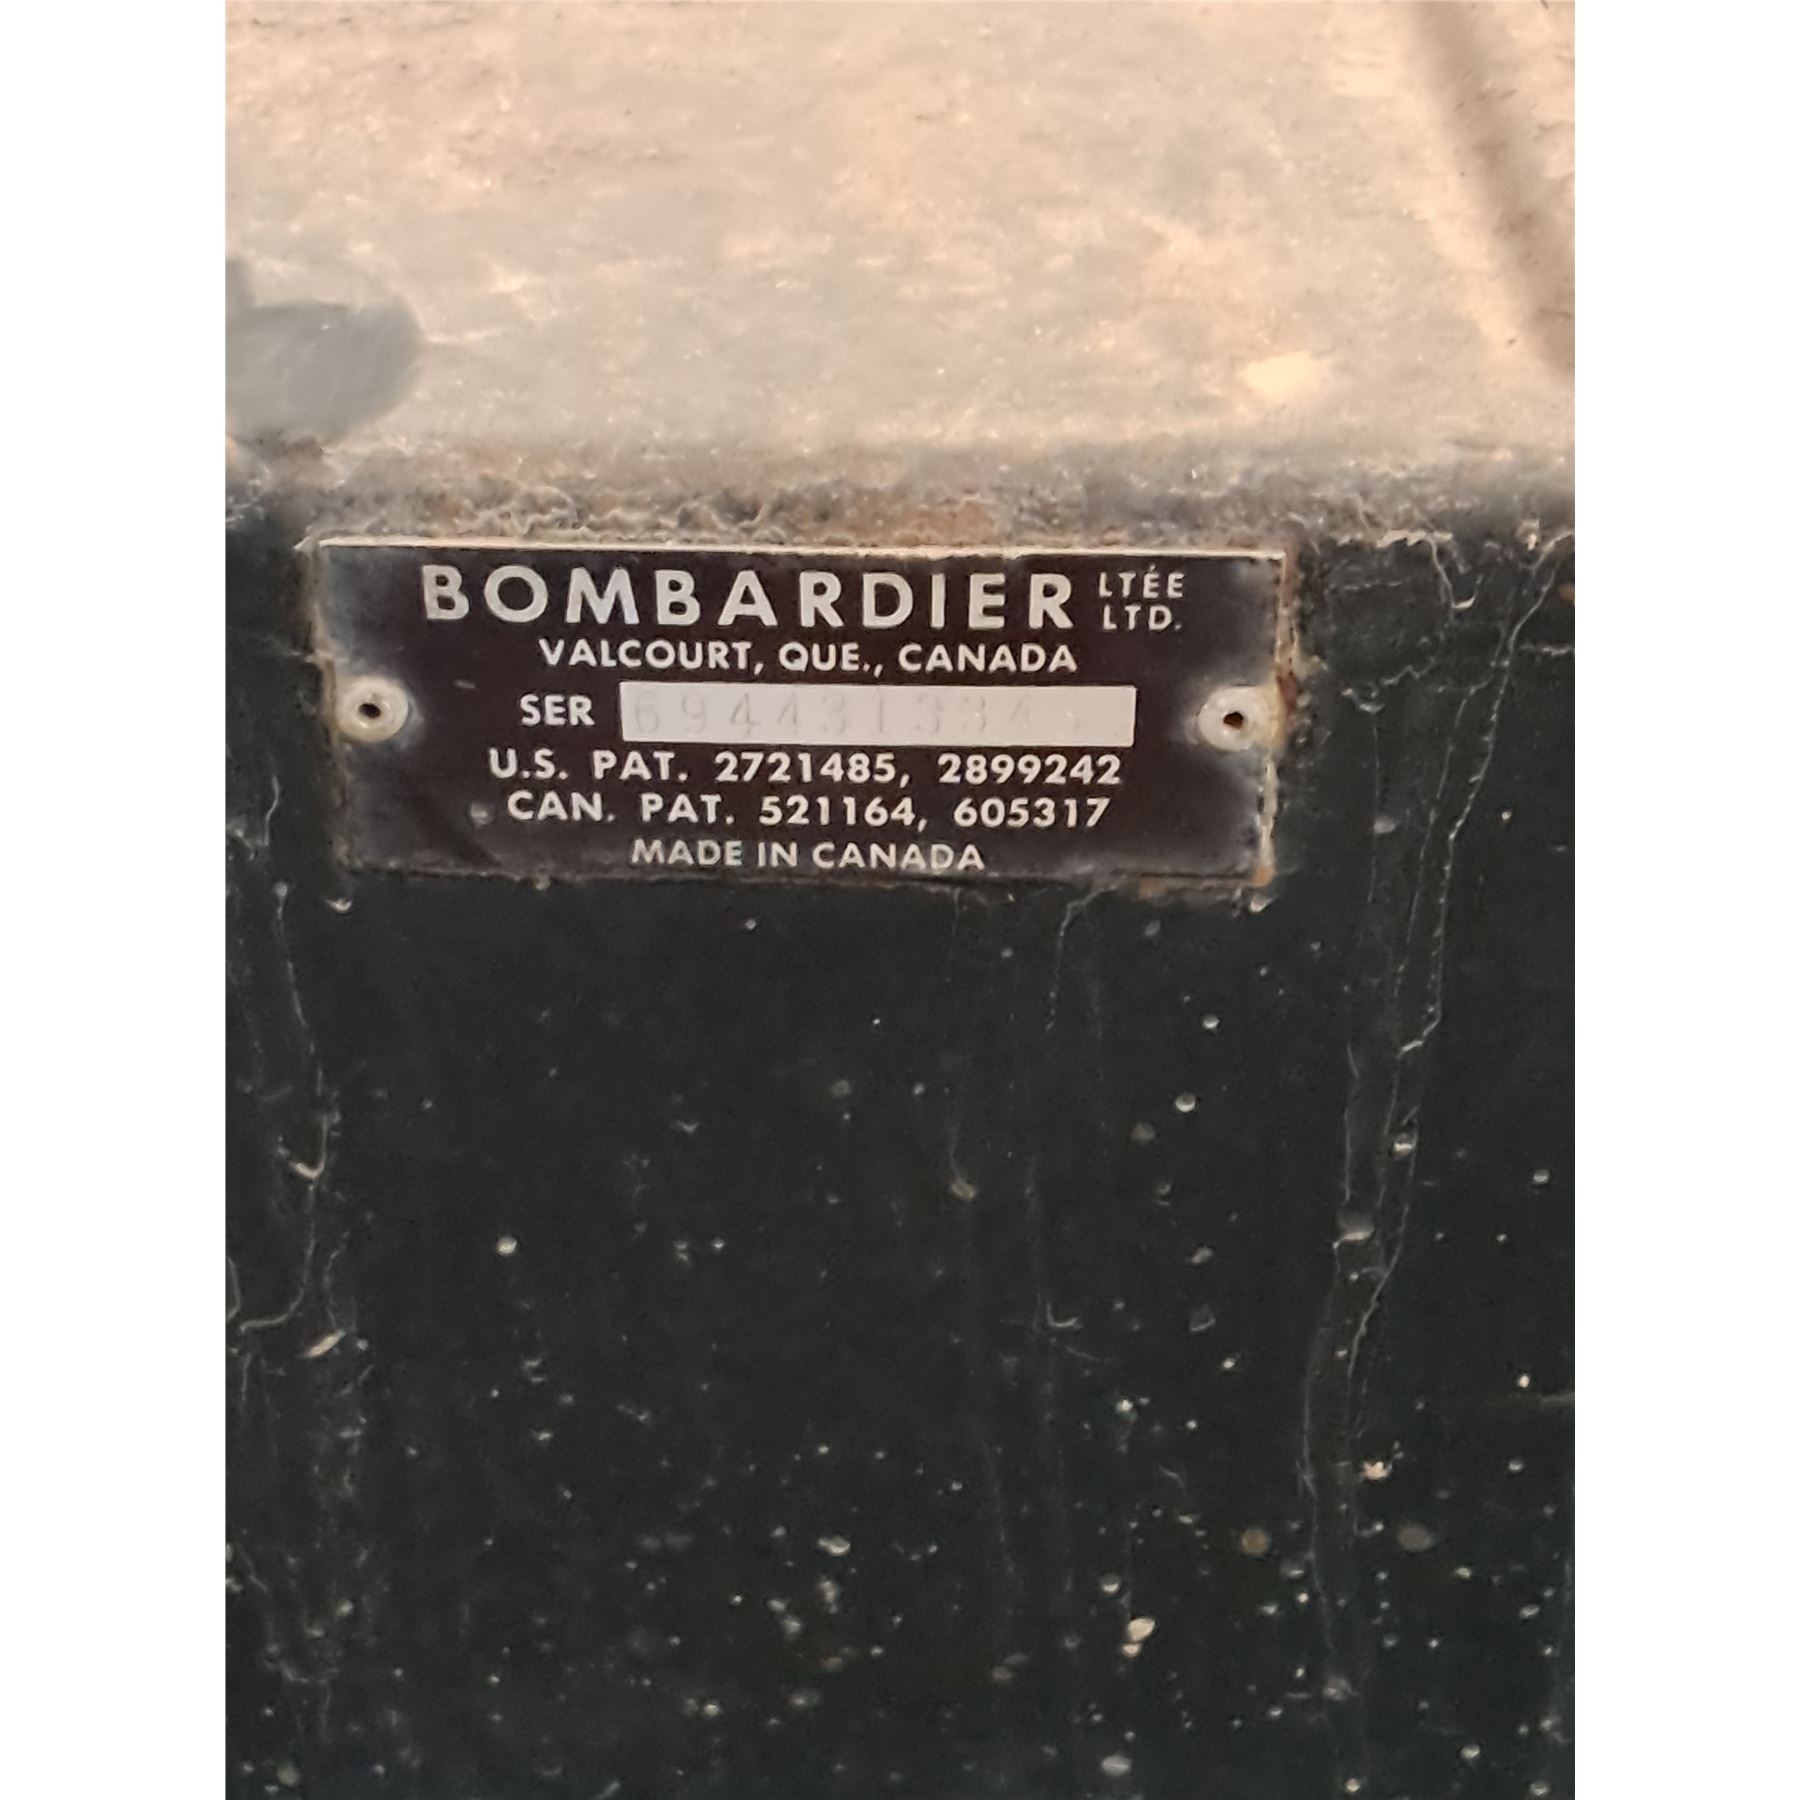 BOMBARDIER LTÉE LTD.
VALCOURT, QUE., CANADA
SER
U.S. PAT. 2721485, 2899242
CAN. PAT. 521164, 605317
MADE IN CANADA